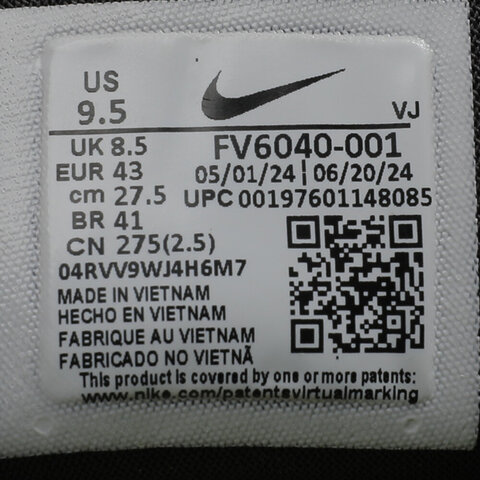 US
9.5
VJ
UK 8.5
FV6040-001
EUR 43
05/01/24 | 06/20/24
cm 27.5
UPC 00197601148085
BR 41
CN 275(2.5)
04RVV9WJ4H6M7
MADE IN VIETNAM
HECHO EN VIETNAM
FABRIQUE AU VIETNAM
FABRICADO NO VIETNÃ
This product is covered by one or more patents:
www.nike.com/patentsvirtualmarking